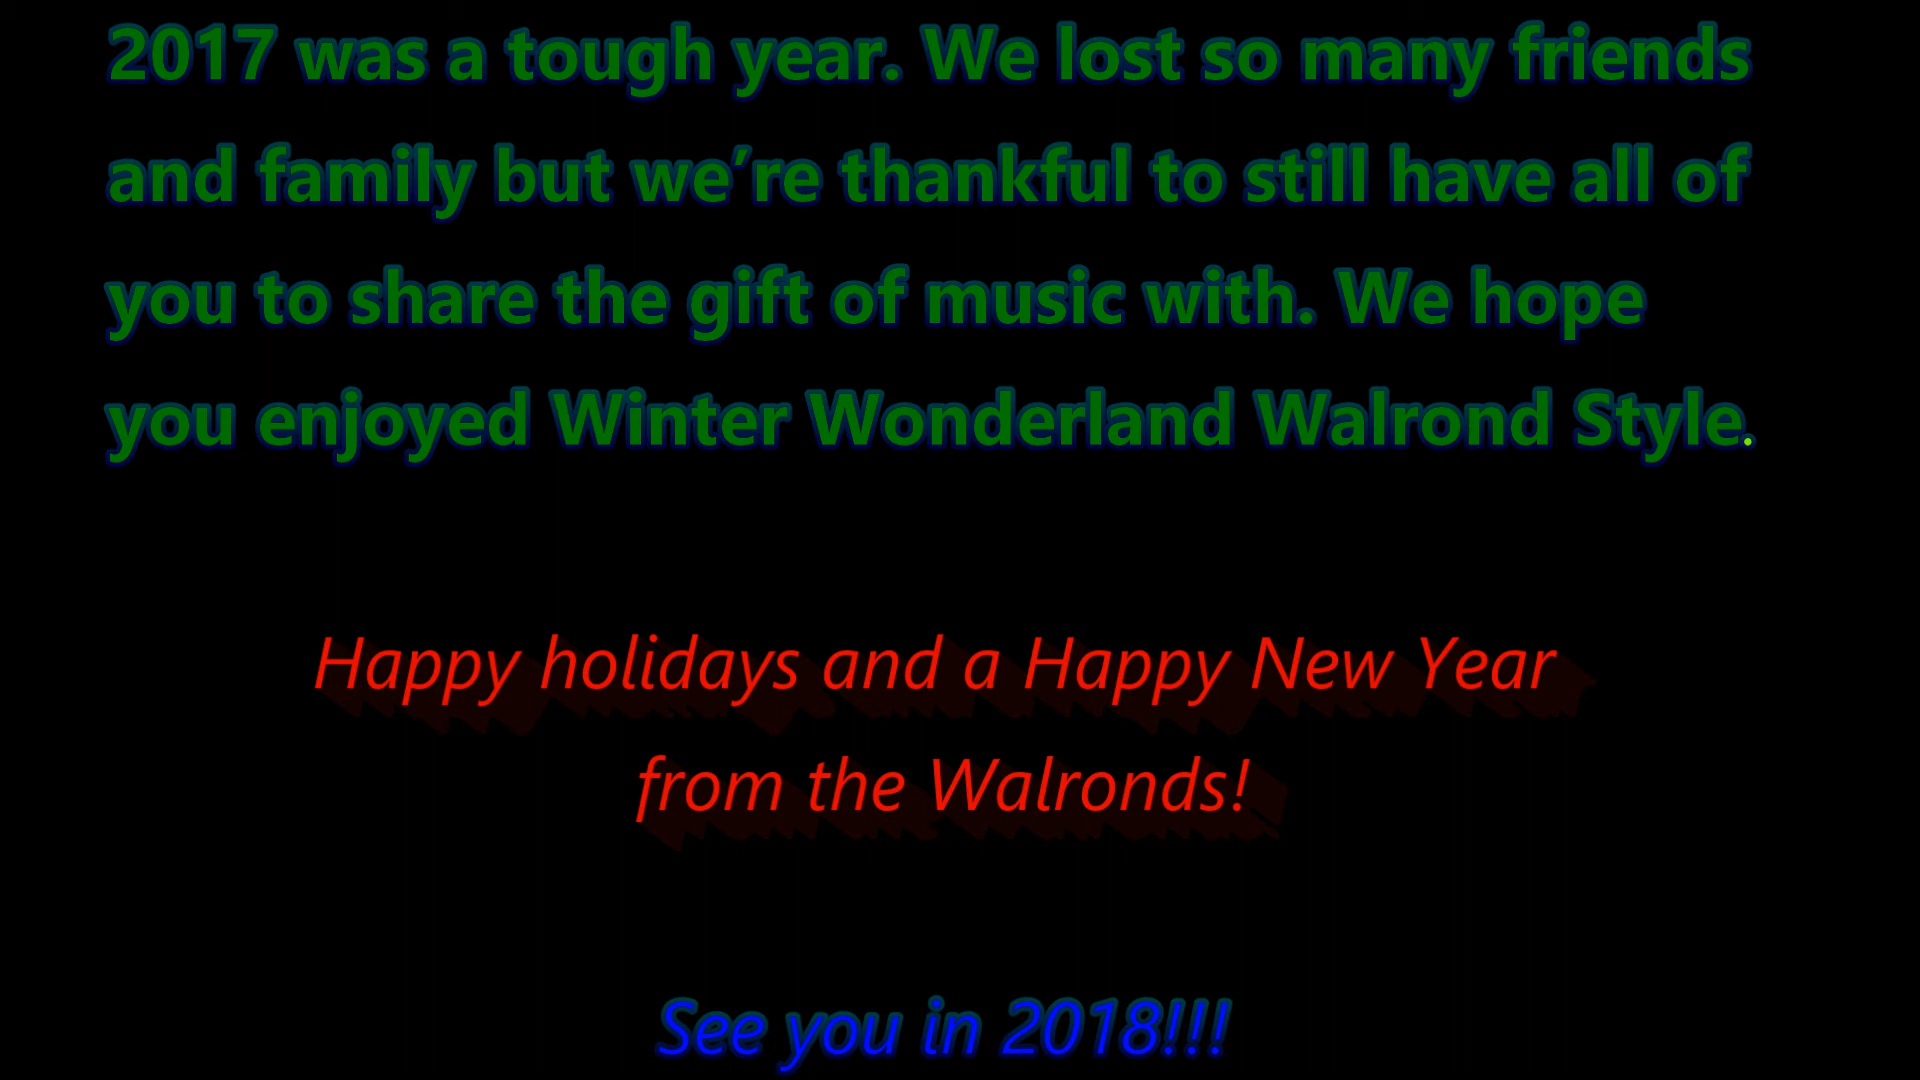 2017 was a tough year. We lost so many friends
and family but we’re thankful to still have all of
you to share the gift of music with. We hope
you enjoyed Winter Wonderland Walrond Style.
Happy holidays and a Happy New Year
from the Walronds!
See you in 2018!!!